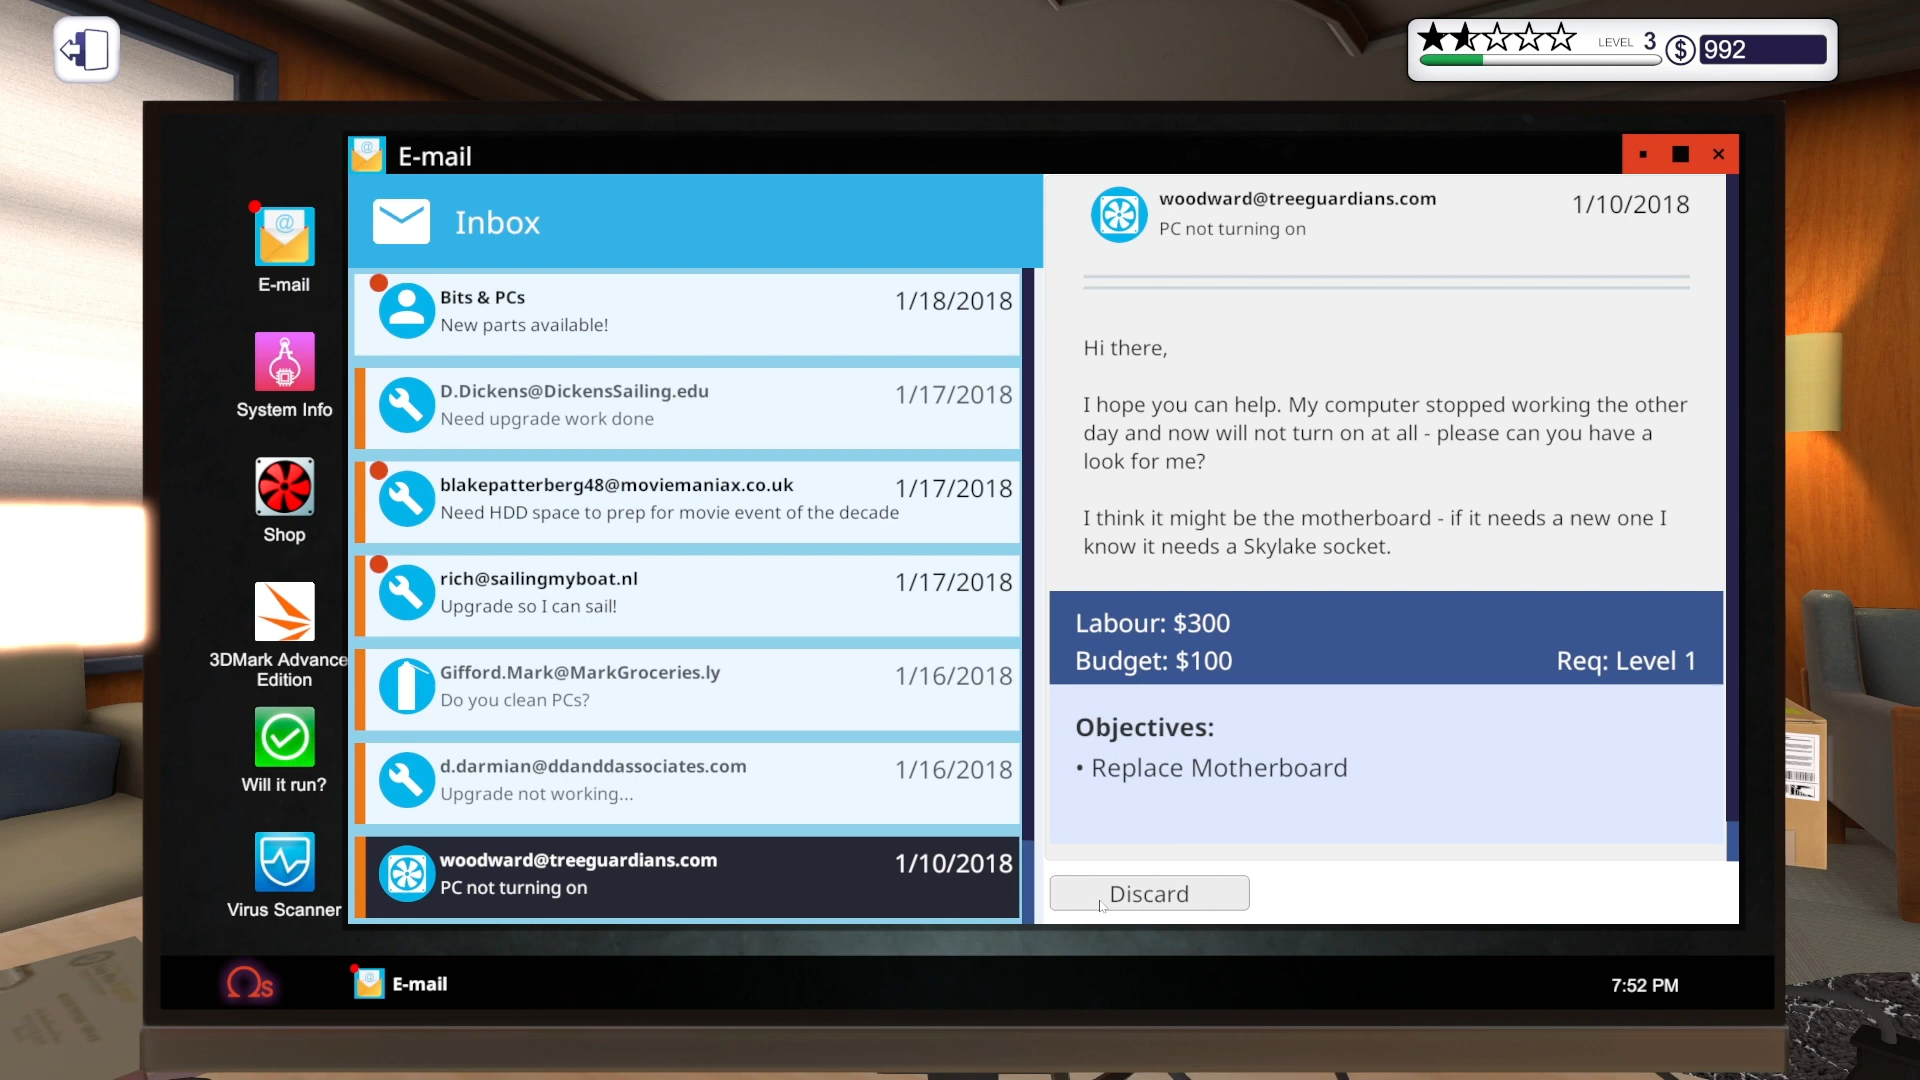 LEVEL 3
$ 992
E-mail
Inbox
Bits & PCs
1/18/2018
New parts available!
D.Dickens@DickensSailing.edu
1/17/2018
Need upgrade work done
blakepatterberg48@moviemaniax.co.uk
1/17/2018
Need HDD space to prep for movie event of the decade
rich@sailingmyboat.nl
1/17/2018
Upgrade so I can sail!
Gifford.Mark@MarkGroceries.ly
1/16/2018
Do you clean PCs?
d.darmian@ddanddassociates.com
1/16/2018
Upgrade not working...
woodward@treeguardians.com
1/10/2018
PC not turning on
woodward@treeguardians.com
1/10/2018
PC not turning on
Hi there,
I hope you can help. My computer stopped working the other
day and now will not turn on at all - please can you have a
look for me?
I think it might be the motherboard - if it needs a new one I
know it needs a Skylake socket.
Labour: $300
Budget: $100
Req: Level 1
Objectives:
• Replace Motherboard
Discard
E-mail
System Info
Shop
3DMark Advance
Edition
Will it run?
Virus Scanner
Ωs
E-mail
7:52 PM